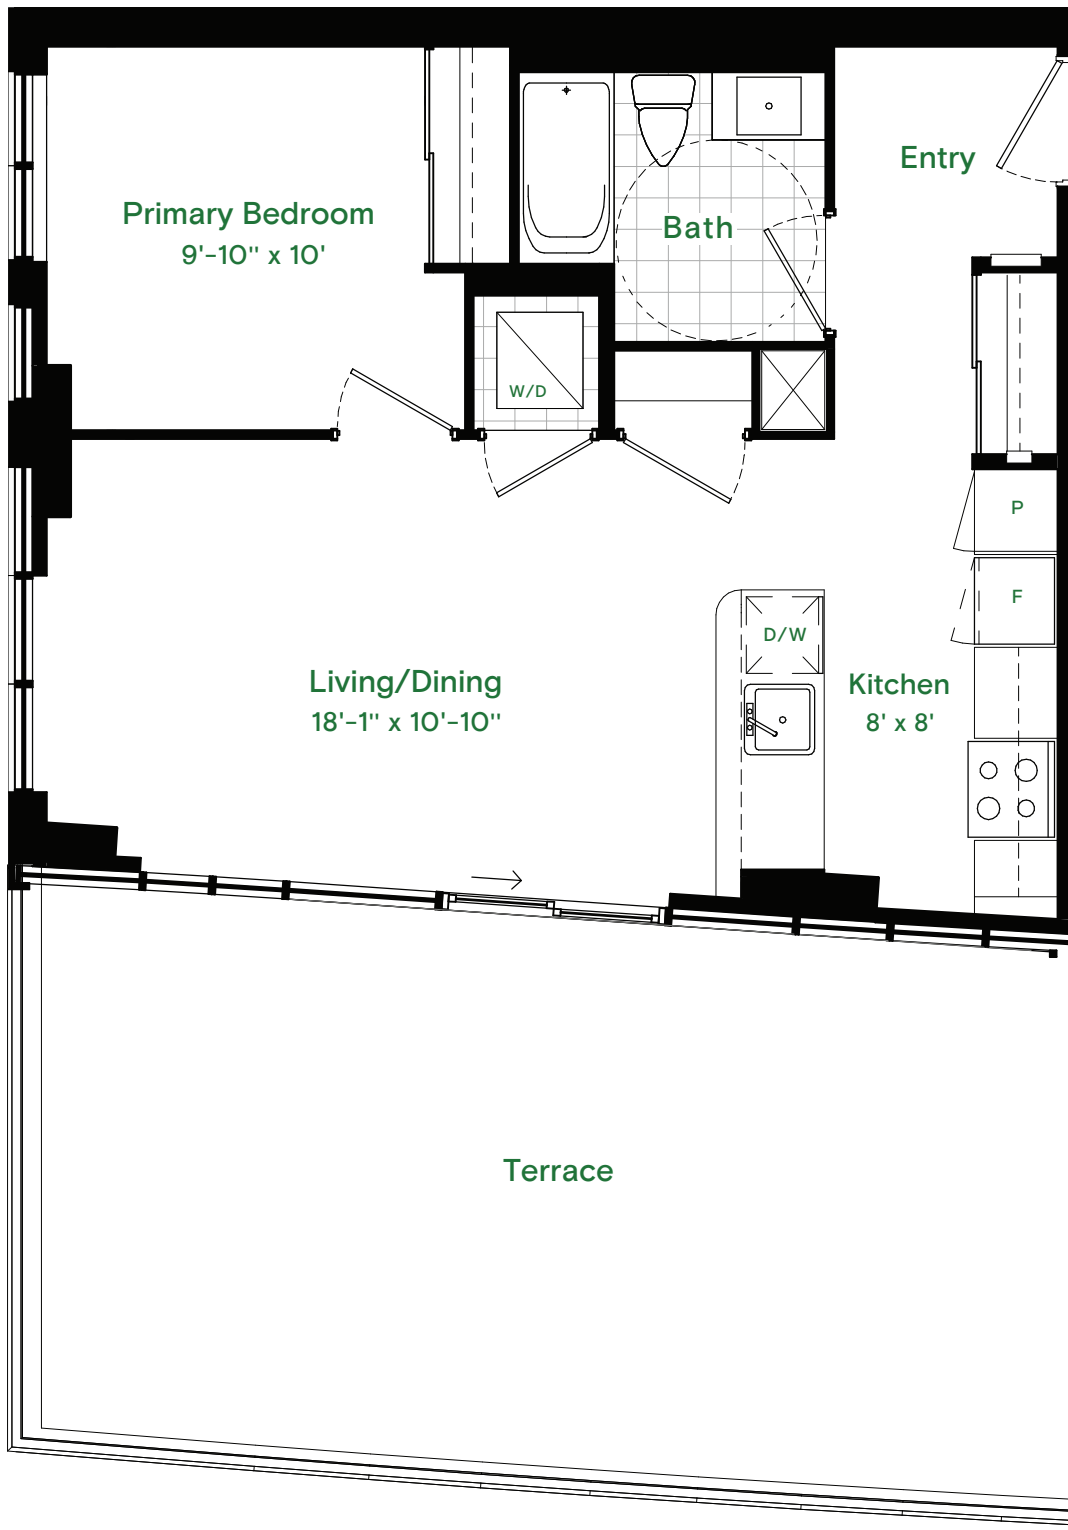 Entry
Primary Bedroom
9'-10" x 10'
Bath
W/D
P
F
D/W
Living/Dining
18'-1" x 10'-10"
Kitchen
8' x 8'
Terrace